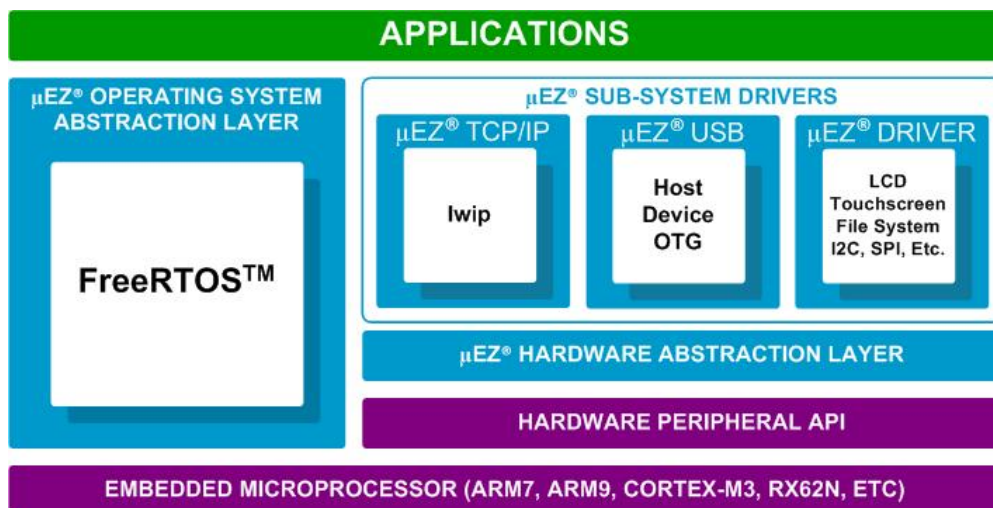 APPLICATIONS
µEZ® OPERATING SYSTEM
ABSTRACTION LAYER
FreeRTOS™
µEZ® SUB-SYSTEM DRIVERS
µEZ® TCP/IP
lwip
µEZ® USB
Host
Device
OTG
µEZ® DRIVER
LCD
Touchscreen
File System
I2C, SPI, Etc.
µEZ® HARDWARE ABSTRACTION LAYER
HARDWARE PERIPHERAL API
EMBEDDED MICROPROCESSOR (ARM7, ARM9, CORTEX-M3, RX62N, ETC)